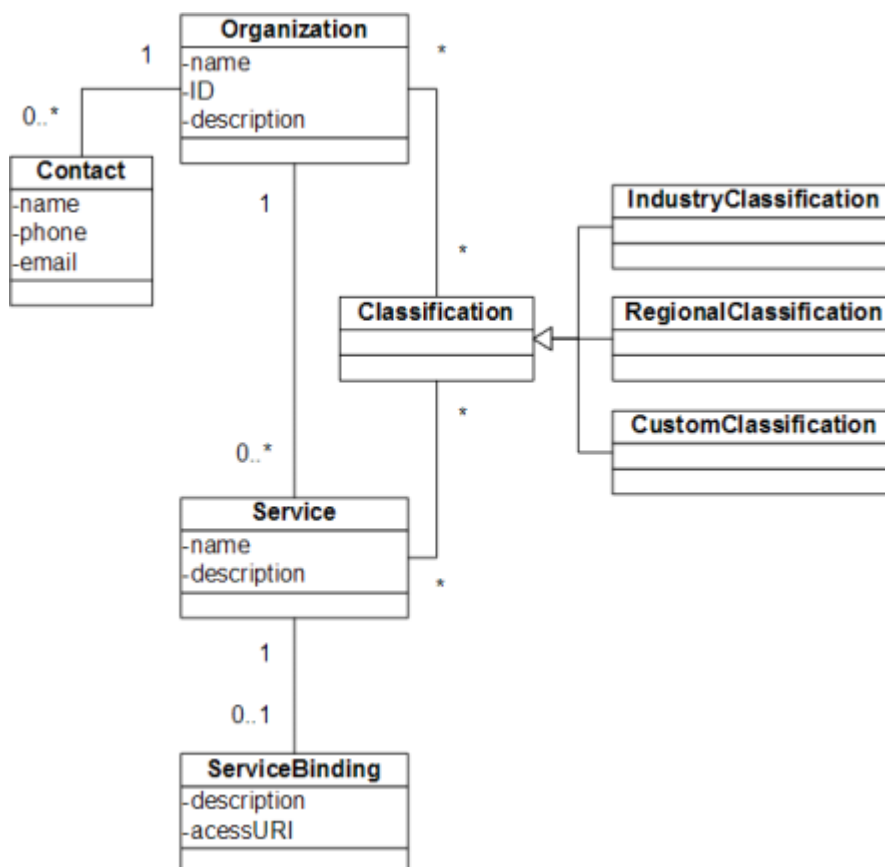 Organization
-name
-ID
-description
1
*
0..*
Contact
-name
-phone
-email
1
*
IndustryClassification
Classification
RegionalClassification
*
CustomClassification
0..*
Service
-name
-description
*
1
0..1
ServiceBinding
-description
-acessURI